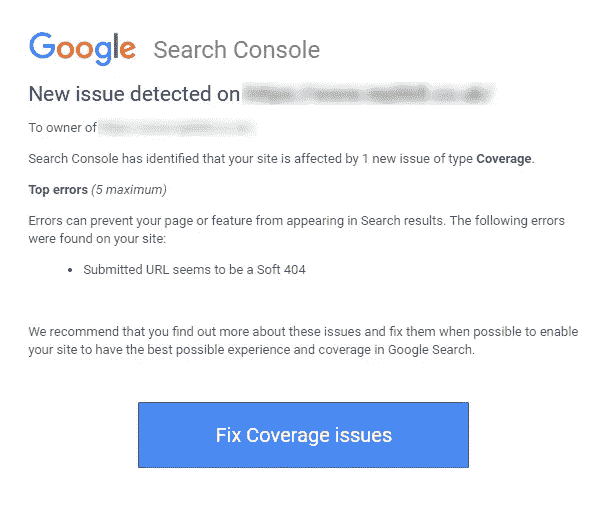 Google Search Console
New issue detected on
To owner of
Search Console has identified that your site is affected by 1 new issue of type Coverage.
Top errors (5 maximum)
Errors can prevent your page or feature from appearing in Search results. The following errors
were found on your site:
• Submitted URL seems to be a Soft 404
We recommend that you find out more about these issues and fix them when possible to enable
your site to have the best possible experience and coverage in Google Search.
Fix Coverage issues